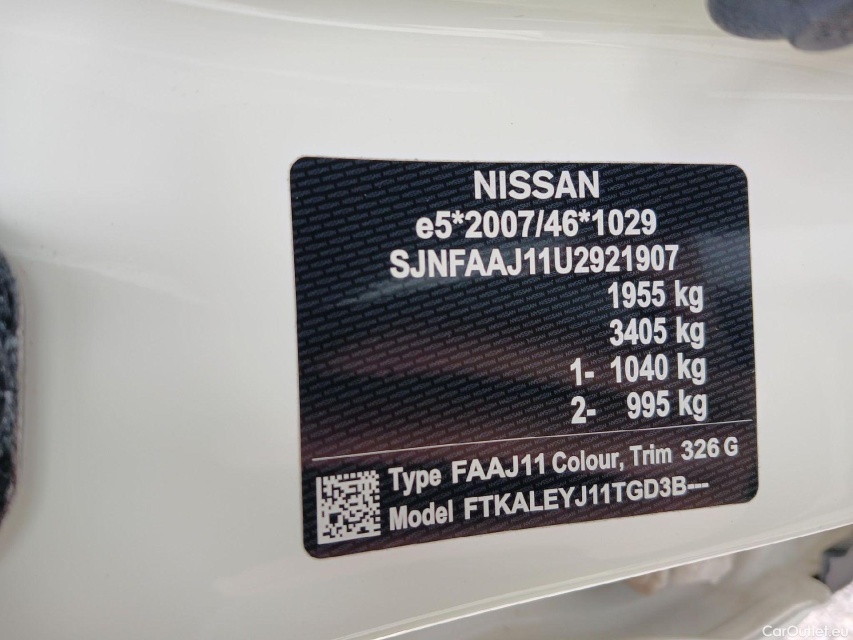 NISSAN
e5*2007/46*1029
SJNFAAJ11U2921907
1955 kg
3405 kg
1- 1040 kg
2- 995 kg
Type FAAJ11 Colour, Trim 326 G
Model FTKALEYJ11TGD3B---
CarOutlet.eu